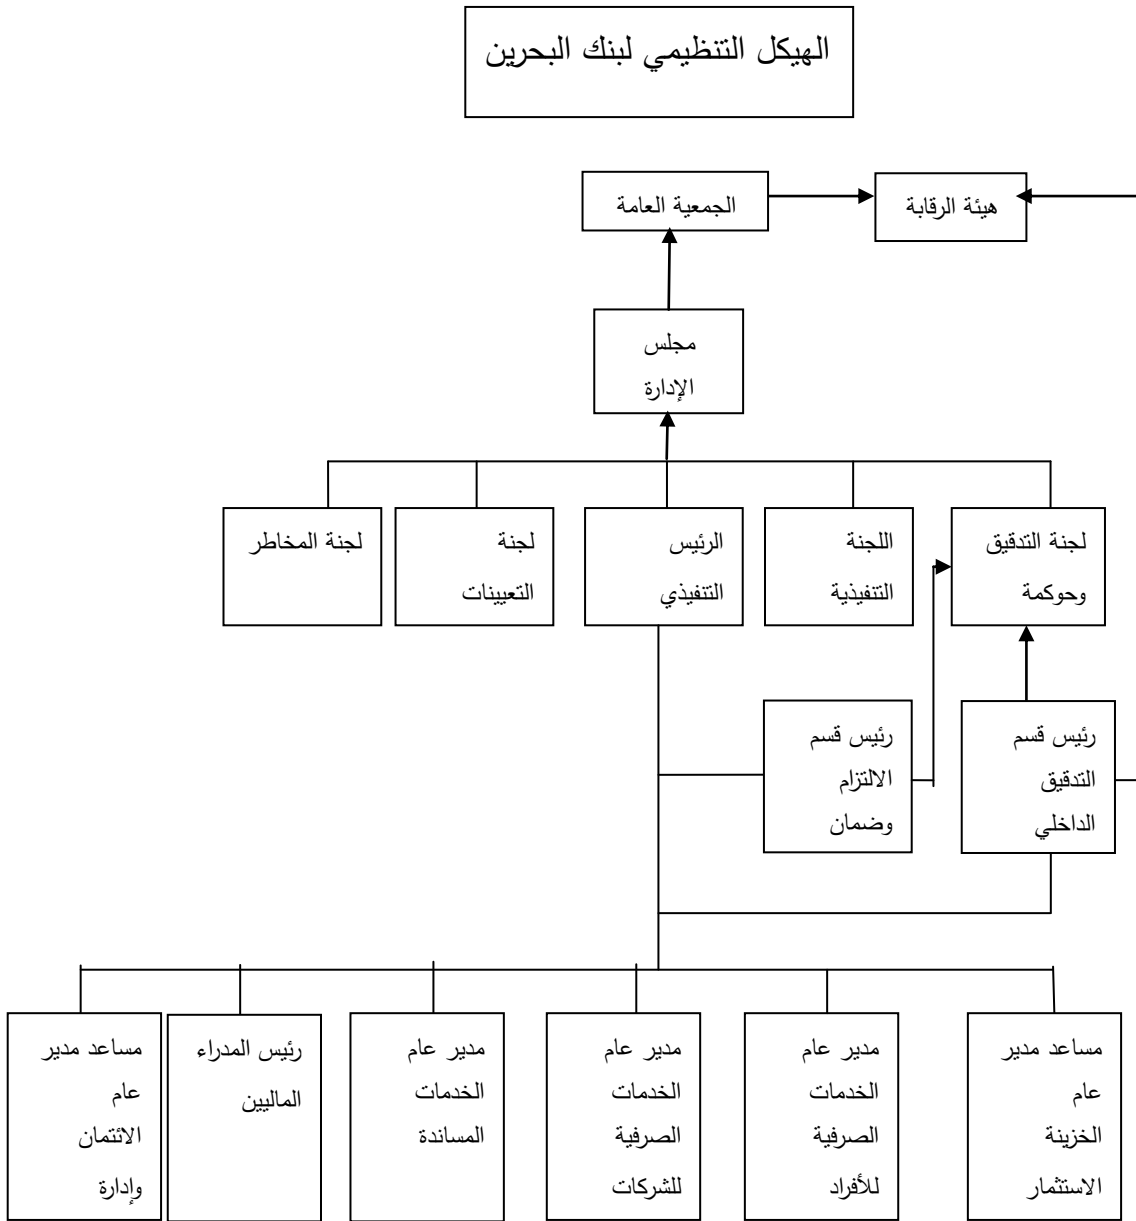 الهيكل التنظيمي لبنك البحرين
هيئة الرقابة
الجمعية العامة
مجلس
الإدارة
لجنة التدقيق
وحوكمة
اللجنة
التنفيذية
الرئيس
التنفيذي
لجنة
التعيينات
لجنة المخاطر
رئيس قسم
التدقيق
الداخلي
رئيس قسم
الالتزام
وضمان
مساعد مدير
عام
الخزينة
الاستثمار
مدير عام
الخدمات
الصرفية
للأفراد
مدير عام
الخدمات
الصرفية
للشركات
مدير عام
الخدمات
المساندة
رئيس المدراء
الماليين
مساعد مدير
عام
الائتمان
وإدارة